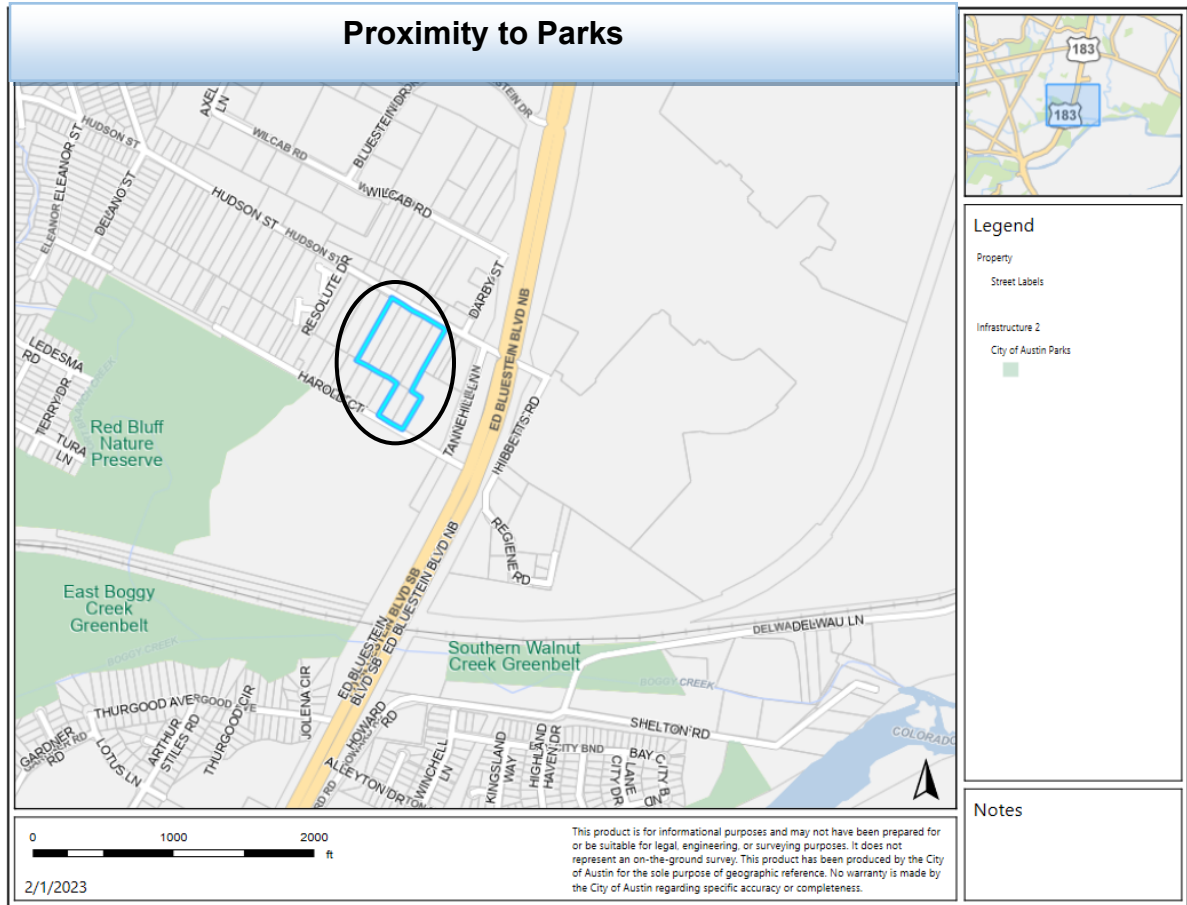 Proximity to Parks
183
183
AXEL
LN
WILCAB RD
BLUESTEIN DR
HUDSON ST
ELEANOR ST
ELEANOR
DELANO ST
WILCAB RD
HUDSON ST
HUDSON ST
RESOLUTE DR
DARBY ST
ED BLUESTEIN BLVD NB
HAROLD CT
TANNEHILL LN
HIBBETTS RD
LEDESMA
RD
TERRY DR
TURA
LN
Red Bluff
Nature
Preserve
REGIENE RD
ED BLUESTEIN BLVD NB
ED BLUESTEIN
BLVD SB
East Boggy
Creek
Greenbelt
BOGGY CREEK
Southern Walnut
Creek Greenbelt
DELWAU LN
BOGGY CREEK
THURGOOD AVE
JOLENA CIR
GARDNER
RD
LOTUS LN
ARTHUR
STILES RD
THURGOOD CIR
HOWARD
RD
ALLEYTON DR
WINCHELL
LN
KINGSLAND
WAY
HIGHLAND
HAVEN DR
CITY BND
BAY
CITY DR
LANE
CITY B
ND
SHELTON RD
COLORADO
Legend
Property
Street Labels
Infrastructure 2
City of Austin Parks
Notes
0 1000 2000
ft
2/1/2023
This product is for informational purposes and may not have been prepared for
or be suitable for legal, engineering, or surveying purposes. It does not
represent an on-the-ground survey. This product has been produced by the City
of Austin for the sole purpose of geographic reference. No warranty is made by
the City of Austin regarding specific accuracy or completeness.